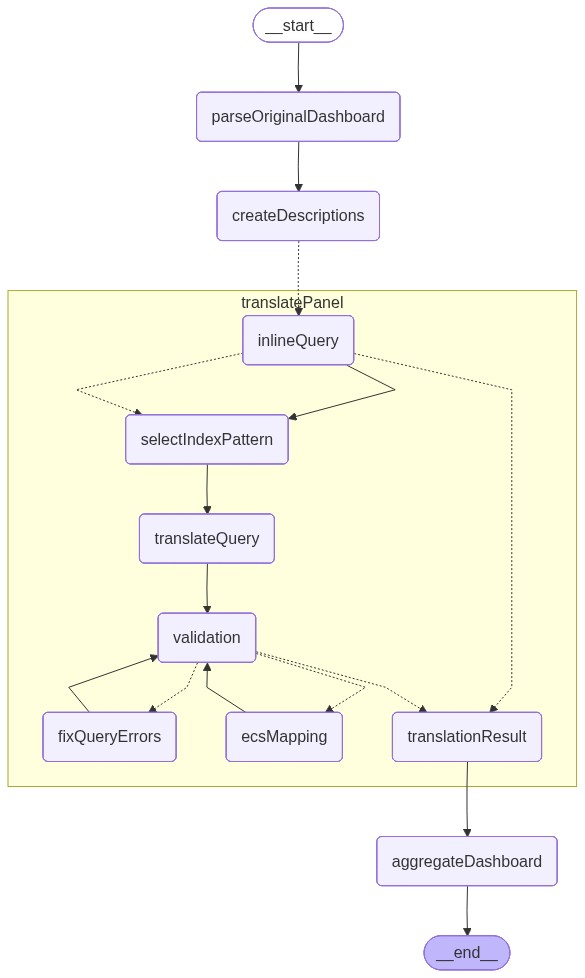 __start__
parseOriginalDashboard
createDescriptions
translatePanel
inlineQuery
selectIndexPattern
translateQuery
validation
fixQueryErrors
ecsMapping
translationResult
aggregateDashboard
__end__